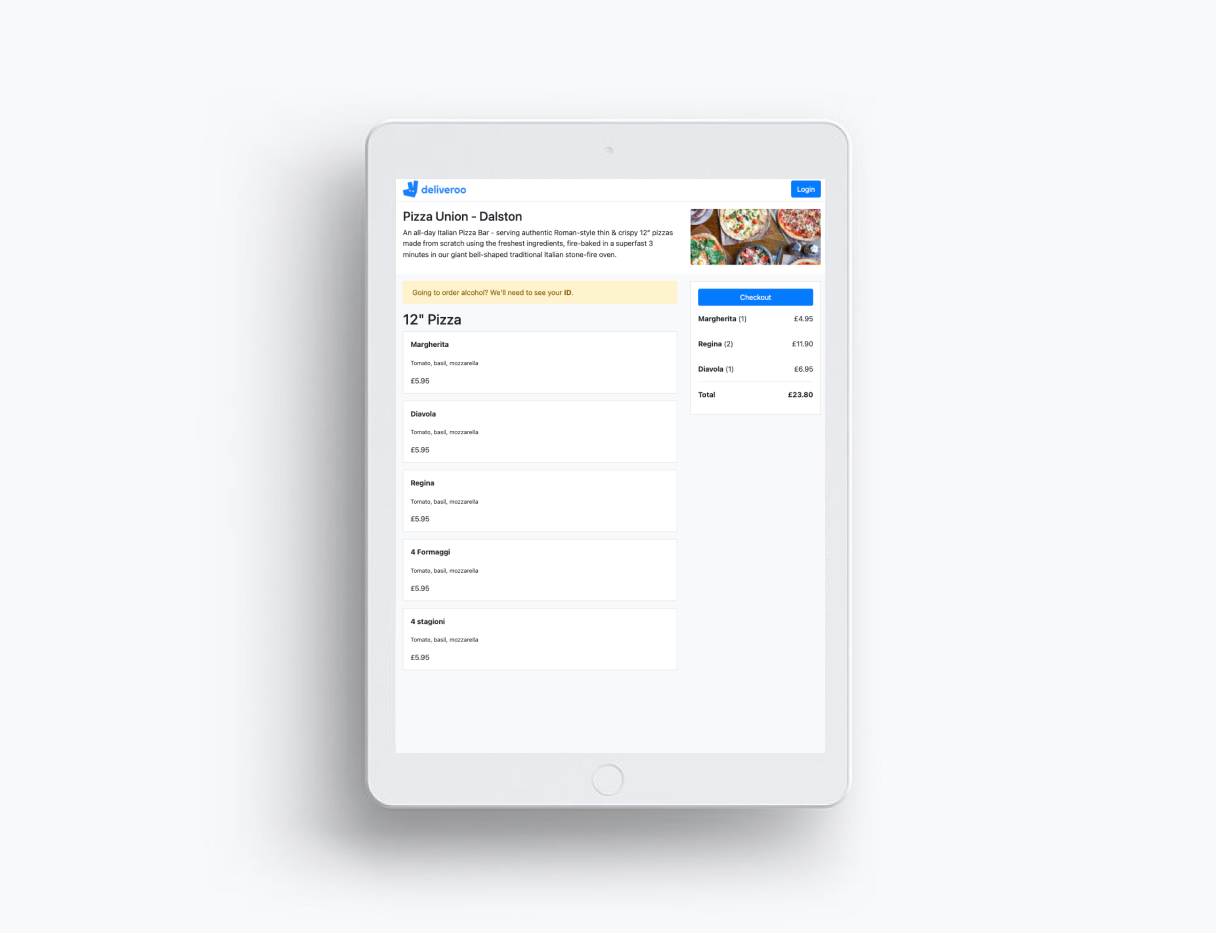 deliveroo
Login
Pizza Union - Dalston
An all-day Italian Pizza Bar - serving authentic Roman-style thin & crispy 12" pizzas
made from scratch using the freshest ingredients, fire-baked in a superfast 3
minutes in our giant bell-shaped traditional Italian stone-fire oven.
Going to order alcohol? We'll need to see your ID.
12" Pizza
Margherita
Tomato, basil, mozzarella
£5.95
Diavola
Tomato, basil, mozzarella
£5.95
Regina
Tomato, basil, mozzarella
£5.95
4 Formaggi
Tomato, basil, mozzarella
£5.95
4 stagioni
Tomato, basil, mozzarella
£5.95
Checkout
Margherita (1) £4.95
Regina (2) £11.90
Diavola (1) £6.95
Total £23.80